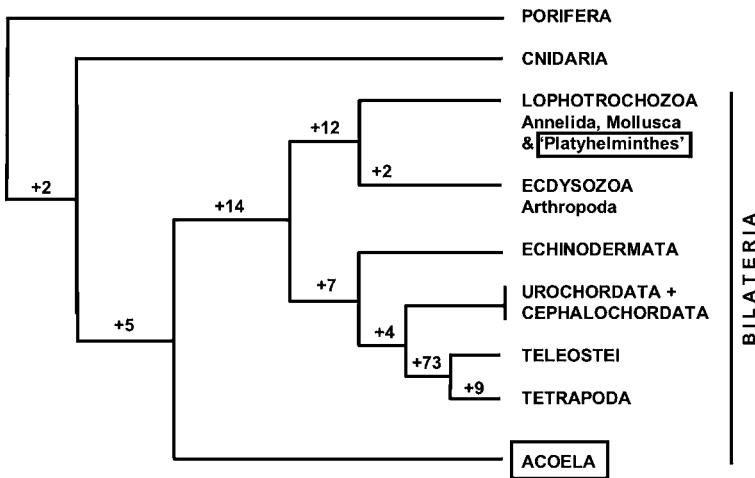 PORIFERA
CNIDARIA
LOPHOTROCHOZOA
+12
Annelida, Mollusca
& 'Platyhelminthes'
+2
+2
ECDYSOZOA
+14
Arthropoda
ECHINODERMATA
+7
UROCHORDATA +
CEPHALOCHORDATA
+5
+4
TELEOSTEI
+73
+9
TETRAPODA
ACOELA
BILATERIA